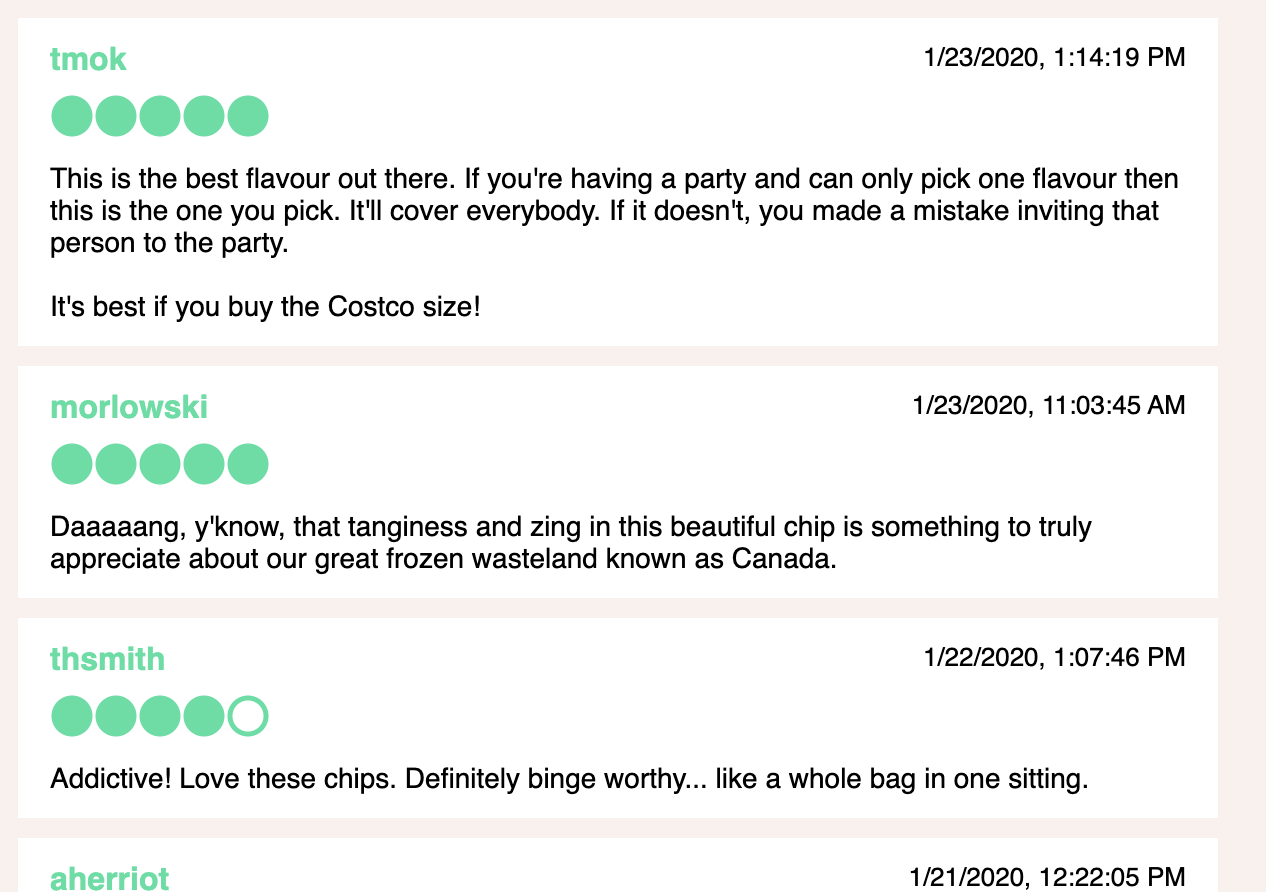 tmok
1/23/2020, 1:14:19 PM
This is the best flavour out there. If you're having a party and can only pick one flavour then
this is the one you pick. It'll cover everybody. If it doesn't, you made a mistake inviting that
person to the party.
It's best if you buy the Costco size!
morlowski
1/23/2020, 11:03:45 AM
Daaaaang, y'know, that tanginess and zing in this beautiful chip is something to truly
appreciate about our great frozen wasteland known as Canada.
thsmith
1/22/2020, 1:07:46 PM
Addictive! Love these chips. Definitely binge worthy... like a whole bag in one sitting.
aherriot
1/21/2020, 12:22:05 PM